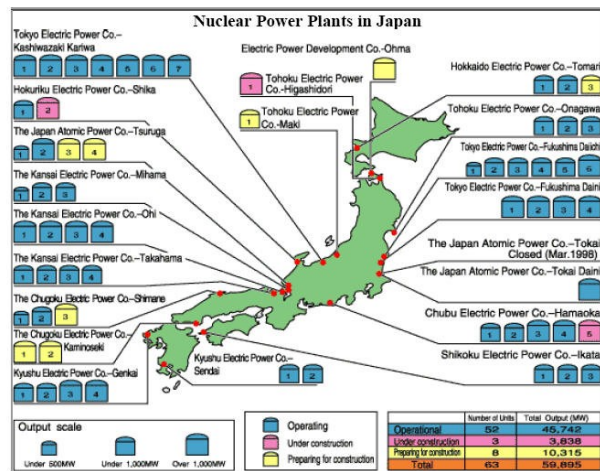 Nuclear Power Plants in Japan
Tokyo Electric Power Co.–
Kashiwazaki Kariwa
1 2 3 4 5 6 7
Hokuriku Electric Power Co.–Shika
1 2
The Japan Atomic Power Co.–Tsuruga
1 2 3 4
The Kansai Electric Power Co.–Mihama
1 2 3
The Kansai Electric Power Co.–Ohi
1 2 3 4
The Kansai Electric Power Co.–Takahama
1 2 3 4
The Chugoku Electric Power Co.–Shimane
1 2 3
The Chugoku Electric Power Co.–
Kaminoseki
1 2
Kyushu Electric Power Co.–Genkai
1 2 3 4
Electric Power Development Co.–Ohma
Tohoku Electric Power
Co.–Higashidori
1
Tohoku Electric Power
Co.–Maki
1
Kyushu Electric Power Co.–
Sendai
1 2
Hokkaido Electric Power Co.–Tomari
1 2 3
Tohoku Electric Power Co.–Onagawa
1 2 3
Tokyo Electric Power Co.–Fukushima Daiichi
1 2 3 4 5 6
Tokyo Electric Power Co.–Fukushima Daini
1 2 3 4
The Japan Atomic Power Co.–Tokai
Closed (Mar.1998)
The Japan Atomic Power Co.–Tokai Daini
Chubu Electric Power Co.–Hamaoka
1 2 3 4 5
Shikoku Electric Power Co.–Ikata
1 2 3
Output scale
Under 500MW
Under 1,000MW
Over 1,000MW
Operating
Under construction
Preparing for construction
Number of Units Total Output (MW)
Operational 52 45,742
Under construction 3 3,838
Preparing for construction 8 10,315
Total 63 59,895